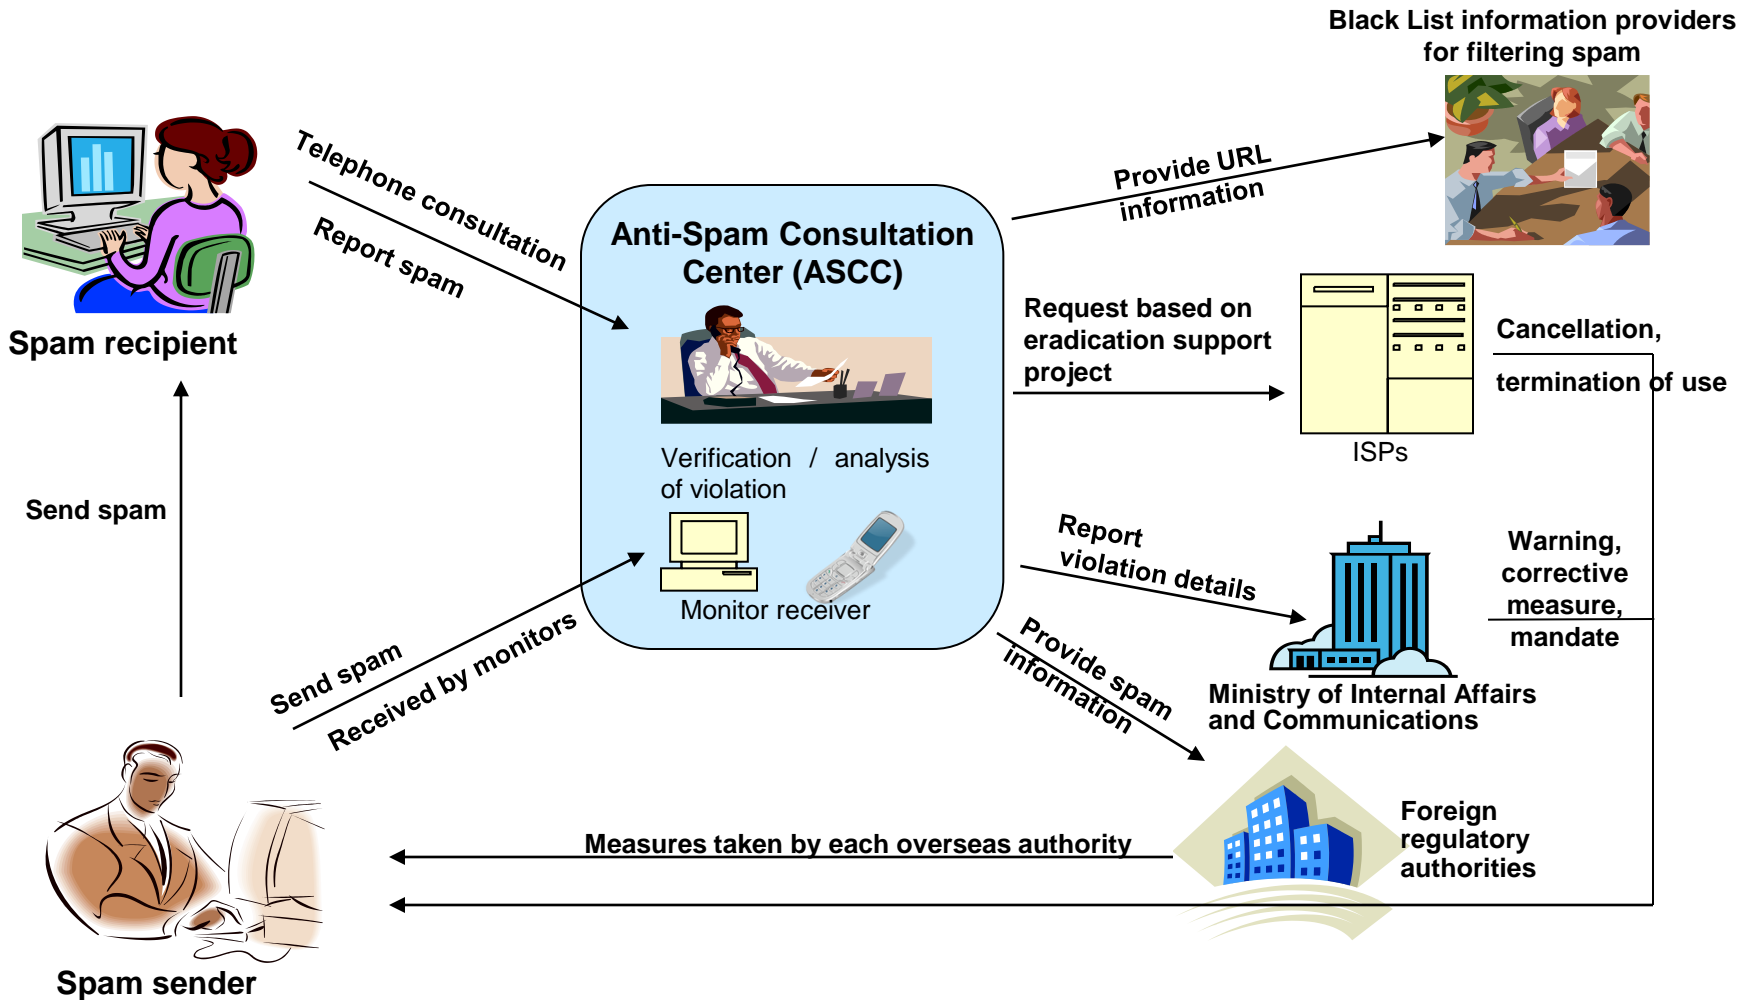 Black List information providers
for filtering spam
Telephone consultation
Report spam
Spam recipient
Anti-Spam Consultation
Center (ASCC)
Verification / analysis
of violation
Monitor receiver
Provide URL
information
Request based on
eradication support
project
ISPs
Cancellation,
termination of use
Send spam
Send spam
Received by monitors
Report
violation details
Warning,
corrective
measure,
mandate
Ministry of Internal Affairs
and Communications
Provide spam
information
Foreign
regulatory
authorities
Measures taken by each overseas authority
Spam sender